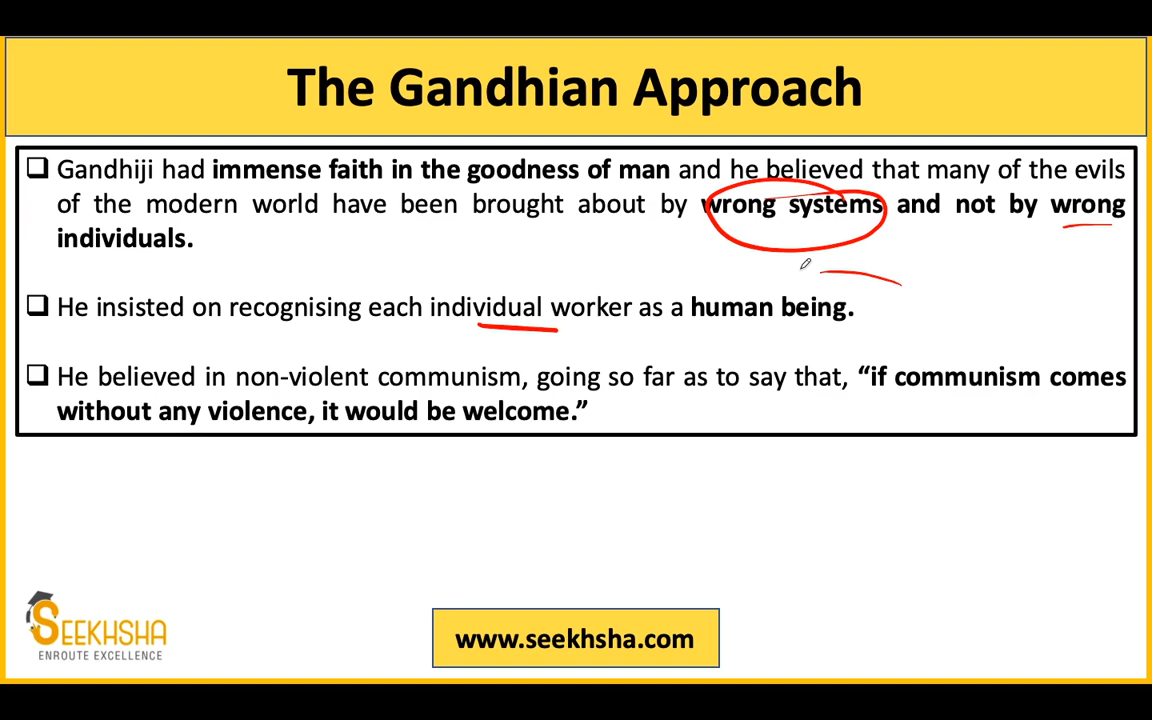 The Gandhian Approach
❑ Gandhiji had immense faith in the goodness of man and he believed that many of the evils
of the modern world have been brought about by wrong systems and not by wrong
individuals.
❑ He insisted on recognising each individual worker as a human being.
❑ He believed in non-violent communism, going so far as to say that, “if communism comes
without any violence, it would be welcome.”
SEEKHSHA
ENROUTE EXCELLENCE
www.seekhsha.com